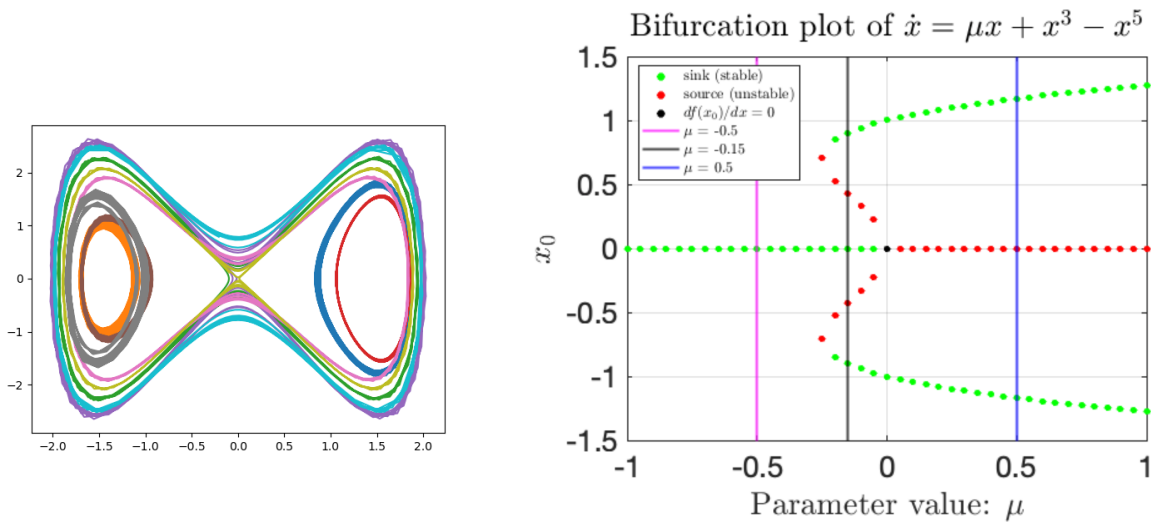 2
1
0
−1
−2
−2.0 −1.5 −1.0 −0.5 0.0 0.5 1.0 1.5 2.0
Bifurcation plot of ẋ = μx + x³ − x⁵
sink (stable)
source (unstable)
df(x₀)/dx = 0
μ = -0.5
μ = -0.15
μ = 0.5
1.5
1
0.5
0
-0.5
-1
-1.5
x₀
-1 -0.5 0 0.5 1
Parameter value: μ